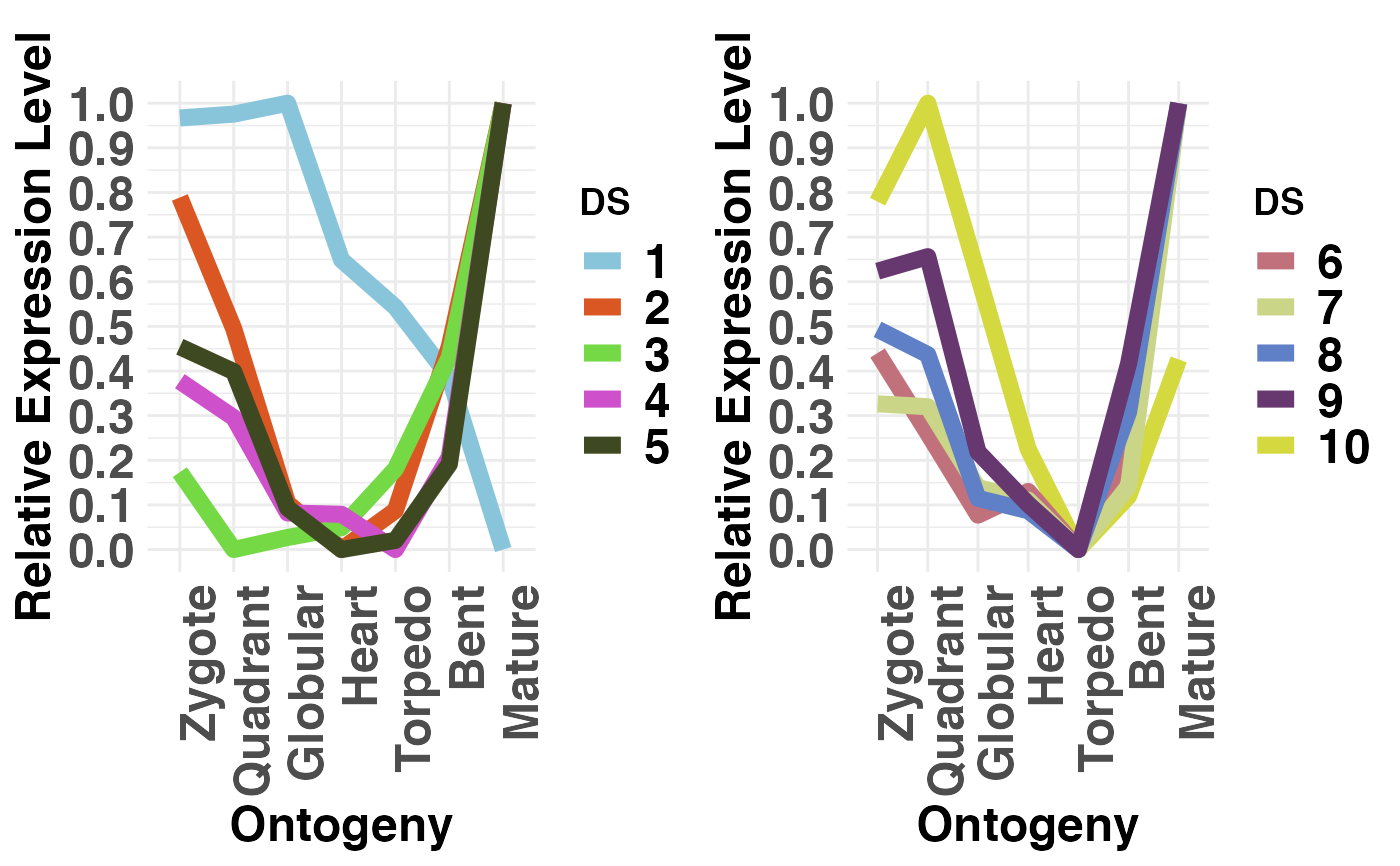 Relative Expression Level
1.0
0.9
0.8
0.7
0.6
0.5
0.4
0.3
0.2
0.1
0.0
Zygote
Quadrant
Globular
Heart
Torpedo
Bent
Mature
Ontogeny
DS
1
2
3
4
5
Relative Expression Level
1.0
0.9
0.8
0.7
0.6
0.5
0.4
0.3
0.2
0.1
0.0
Zygote
Quadrant
Globular
Heart
Torpedo
Bent
Mature
Ontogeny
DS
6
7
8
9
10